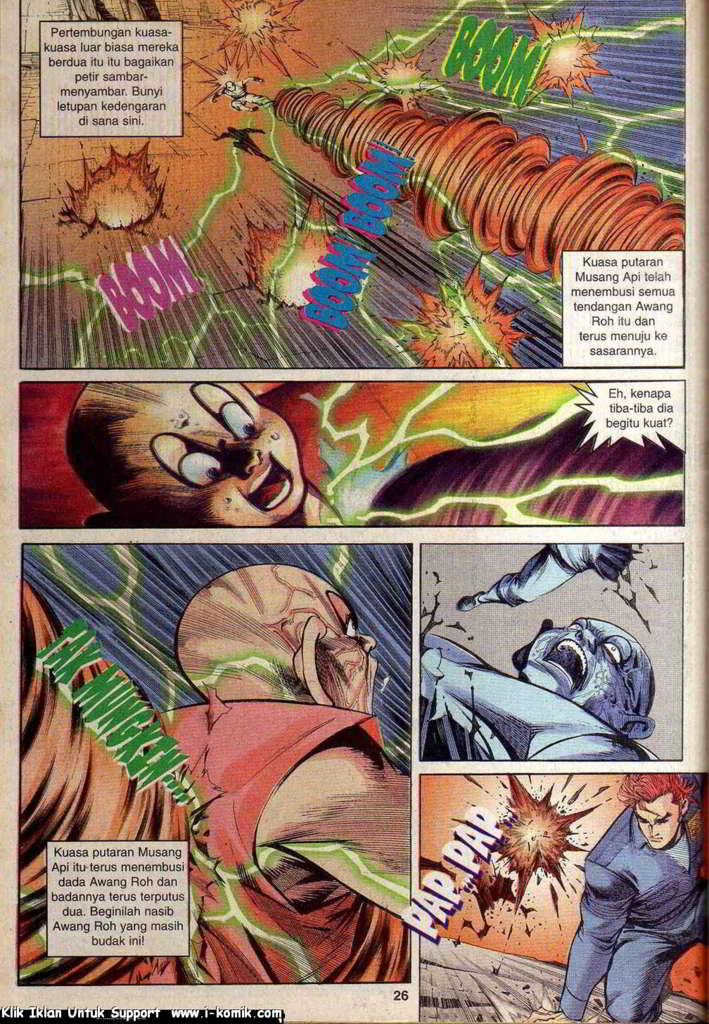 Pertembungan kuasa-
kuasa luar biasa mereka
berdua itu itu bagaikan
petir sambar-
menyambar. Bunyi
letupan kedengaran
di sana sini.
BOOM
BOOM!
BOOM!
BOOM
BOOM!
Kuasa putaran
Musang Api telah
menembusi semua
tendangan Awang
Roh itu dan
terus menuju ke
sasarannya.
Eh, kenapa
tiba-tiba dia
begitu kuat?
TAK MUNGKIN...
Kuasa putaran Musang
Api itu terus menembusi
dada Awang Roh dan
badannya terus terputus
dua. Beginilah nasib
Awang Roh yang masih
budak ini!
PAP...PAP...
26
Klik Iklan Untuk Support www.i-komik.com